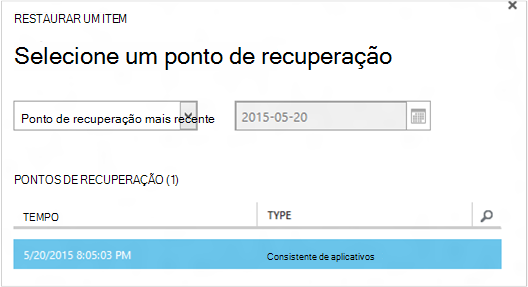 RESTAURAR UM ITEM
Selecione um ponto de recuperação
Ponto de recuperação mais recente
2015-05-20
PONTOS DE RECUPERAÇÃO (1)
TEMPO TYPE
5/20/2015 8:05:03 PM Consistente de aplicativos